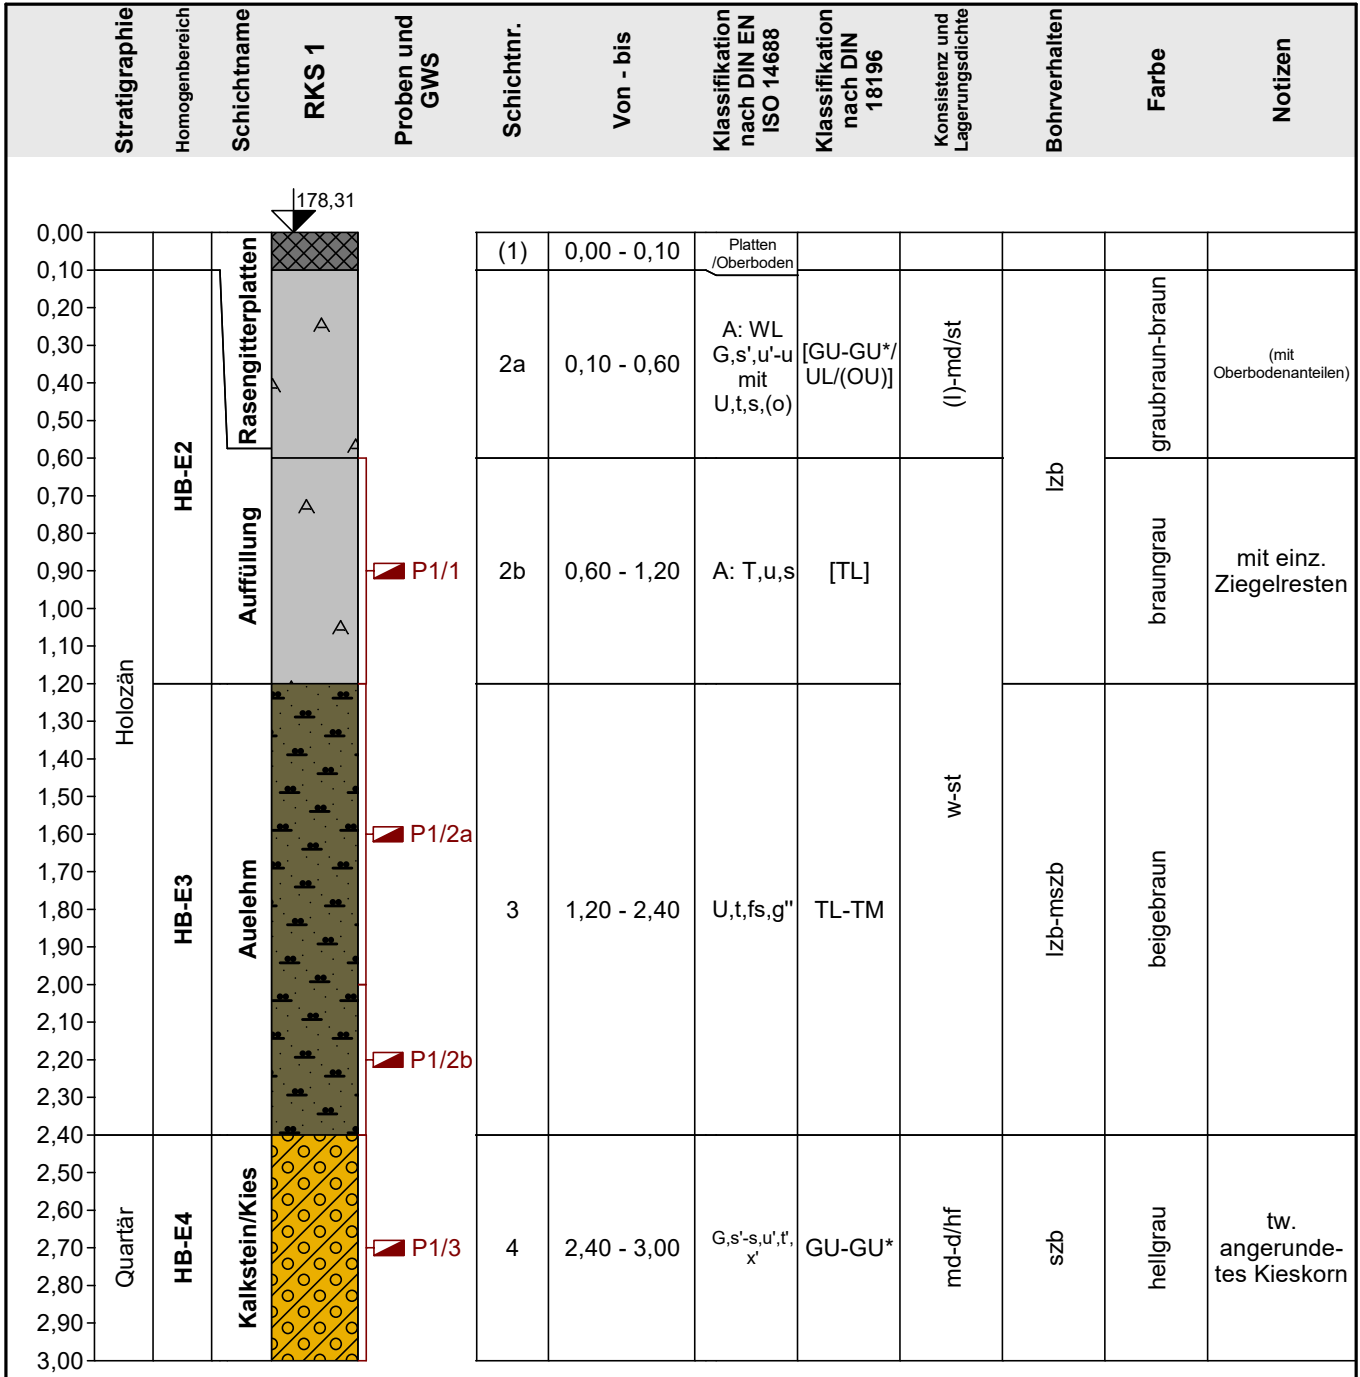 Stratigraphie
Homogenbereich
Schichtname
RKS 1
Proben und
GWS
Schichtnr.
Von - bis
Klassifikation
nach DIN EN
ISO 14688
Klassifikation
nach DIN
18196
Konsistenz und
Lagerungsdichte
Bohrverhalten
Farbe
Notizen
178,31
0,00
0,10
0,20
0,30
0,40
0,50
0,60
0,70
0,80
0,90
1,00
1,10
1,20
1,30
1,40
1,50
1,60
1,70
1,80
1,90
2,00
2,10
2,20
2,30
2,40
2,50
2,60
2,70
2,80
2,90
3,00
Holozän
Quartär
HB-E2
HB-E3
HB-E4
Rasengitterplatten
Auffüllung
Auelehm
Kalkstein/Kies
A
A
A
A
A
P1/1
P1/2a
P1/2b
P1/3
(1)
0,00 - 0,10
Platten
/Oberboden
2a
0,10 - 0,60
A: WL
G,s',u'-u
mit
U,t,s,(o)
[GU-GU*/
UL/(OU)]
(l)-md/st
lzb
graubraun-braun
(mit
Oberbodenanteilen)
2b
0,60 - 1,20
A: T,u,s
[TL]
w-st
braungrau
mit einz.
Ziegelresten
3
1,20 - 2,40
U,t,fs,g''
TL-TM
lzb-mszb
beigebraun
4
2,40 - 3,00
G,s'-s,u',t',
x'
GU-GU*
md-d/hf
szb
hellgrau
tw.
angerunde-
tes Kieskorn